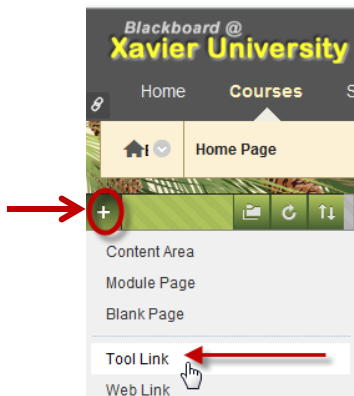 Blackboard @
Xavier University
Home Courses S
Home Page
+
Content Area
Module Page
Blank Page
Tool Link
Web Link